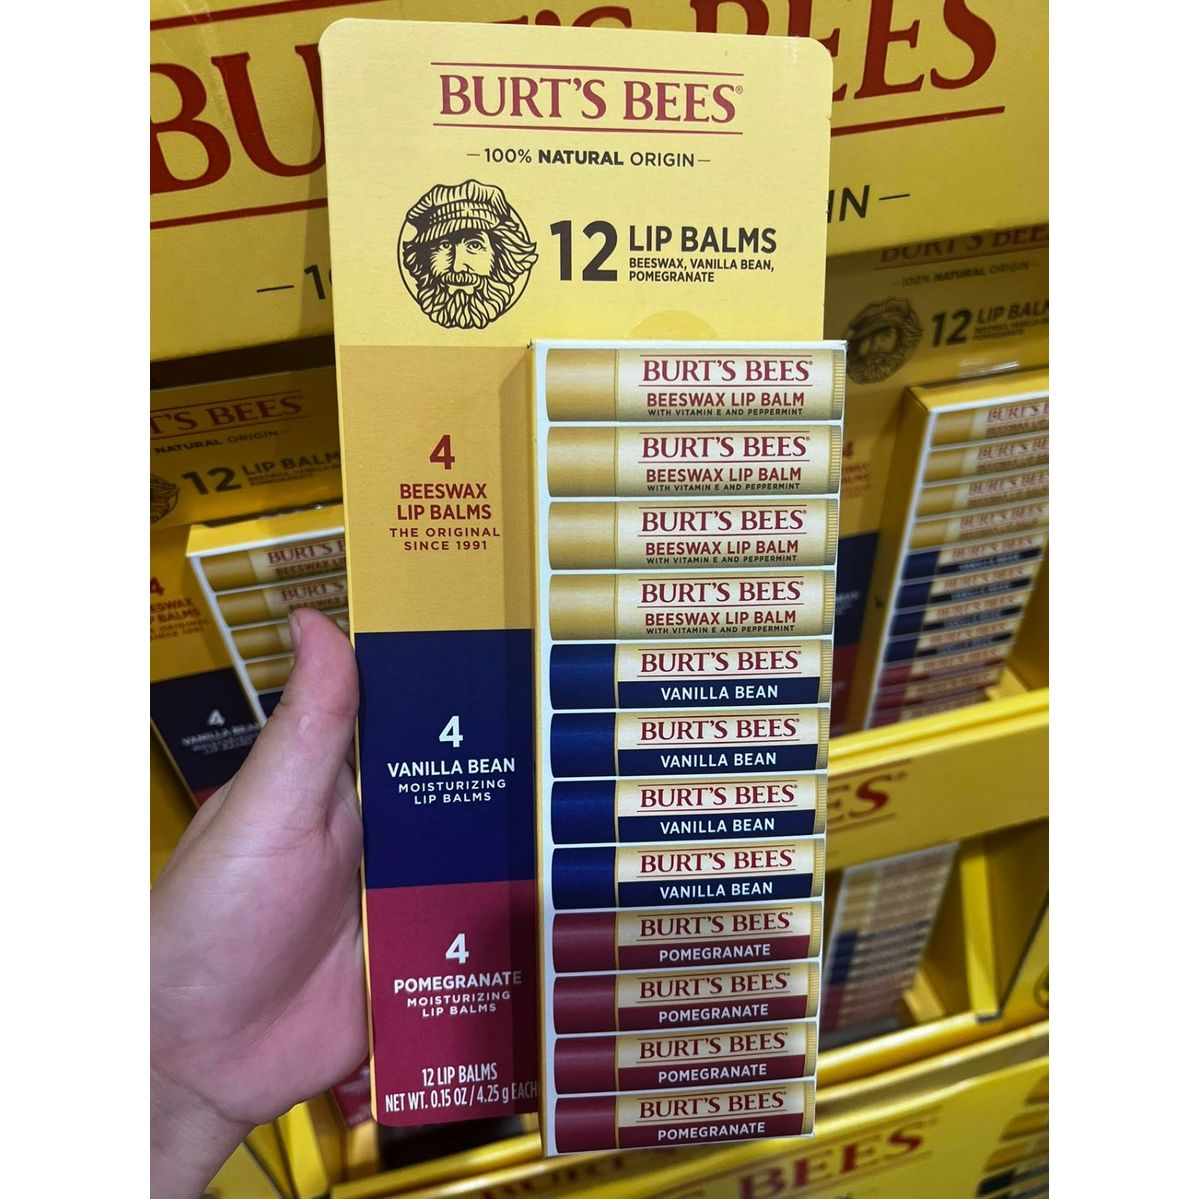 BURT'S BEES®
—100% NATURAL ORIGIN—
12 LIP BALMS
BEESWAX, VANILLA BEAN,
POMEGRANATE
4
BEESWAX
LIP BALMS
THE ORIGINAL
SINCE 1991
4
VANILLA BEAN
MOISTURIZING
LIP BALMS
4
POMEGRANATE
MOISTURIZING
LIP BALMS
12 LIP BALMS
NET WT. 0.15 OZ / 4.25 g EACH
BURT'S BEES®
BEESWAX LIP BALM
WITH VITAMIN E AND PEPPERMINT
BURT'S BEES®
BEESWAX LIP BALM
WITH VITAMIN E AND PEPPERMINT
BURT'S BEES®
BEESWAX LIP BALM
WITH VITAMIN E AND PEPPERMINT
BURT'S BEES®
BEESWAX LIP BALM
WITH VITAMIN E AND PEPPERMINT
BURT'S BEES®
VANILLA BEAN
BURT'S BEES®
VANILLA BEAN
BURT'S BEES®
VANILLA BEAN
BURT'S BEES®
VANILLA BEAN
BURT'S BEES®
POMEGRANATE
BURT'S BEES®
POMEGRANATE
BURT'S BEES®
POMEGRANATE
BURT'S BEES®
POMEGRANATE